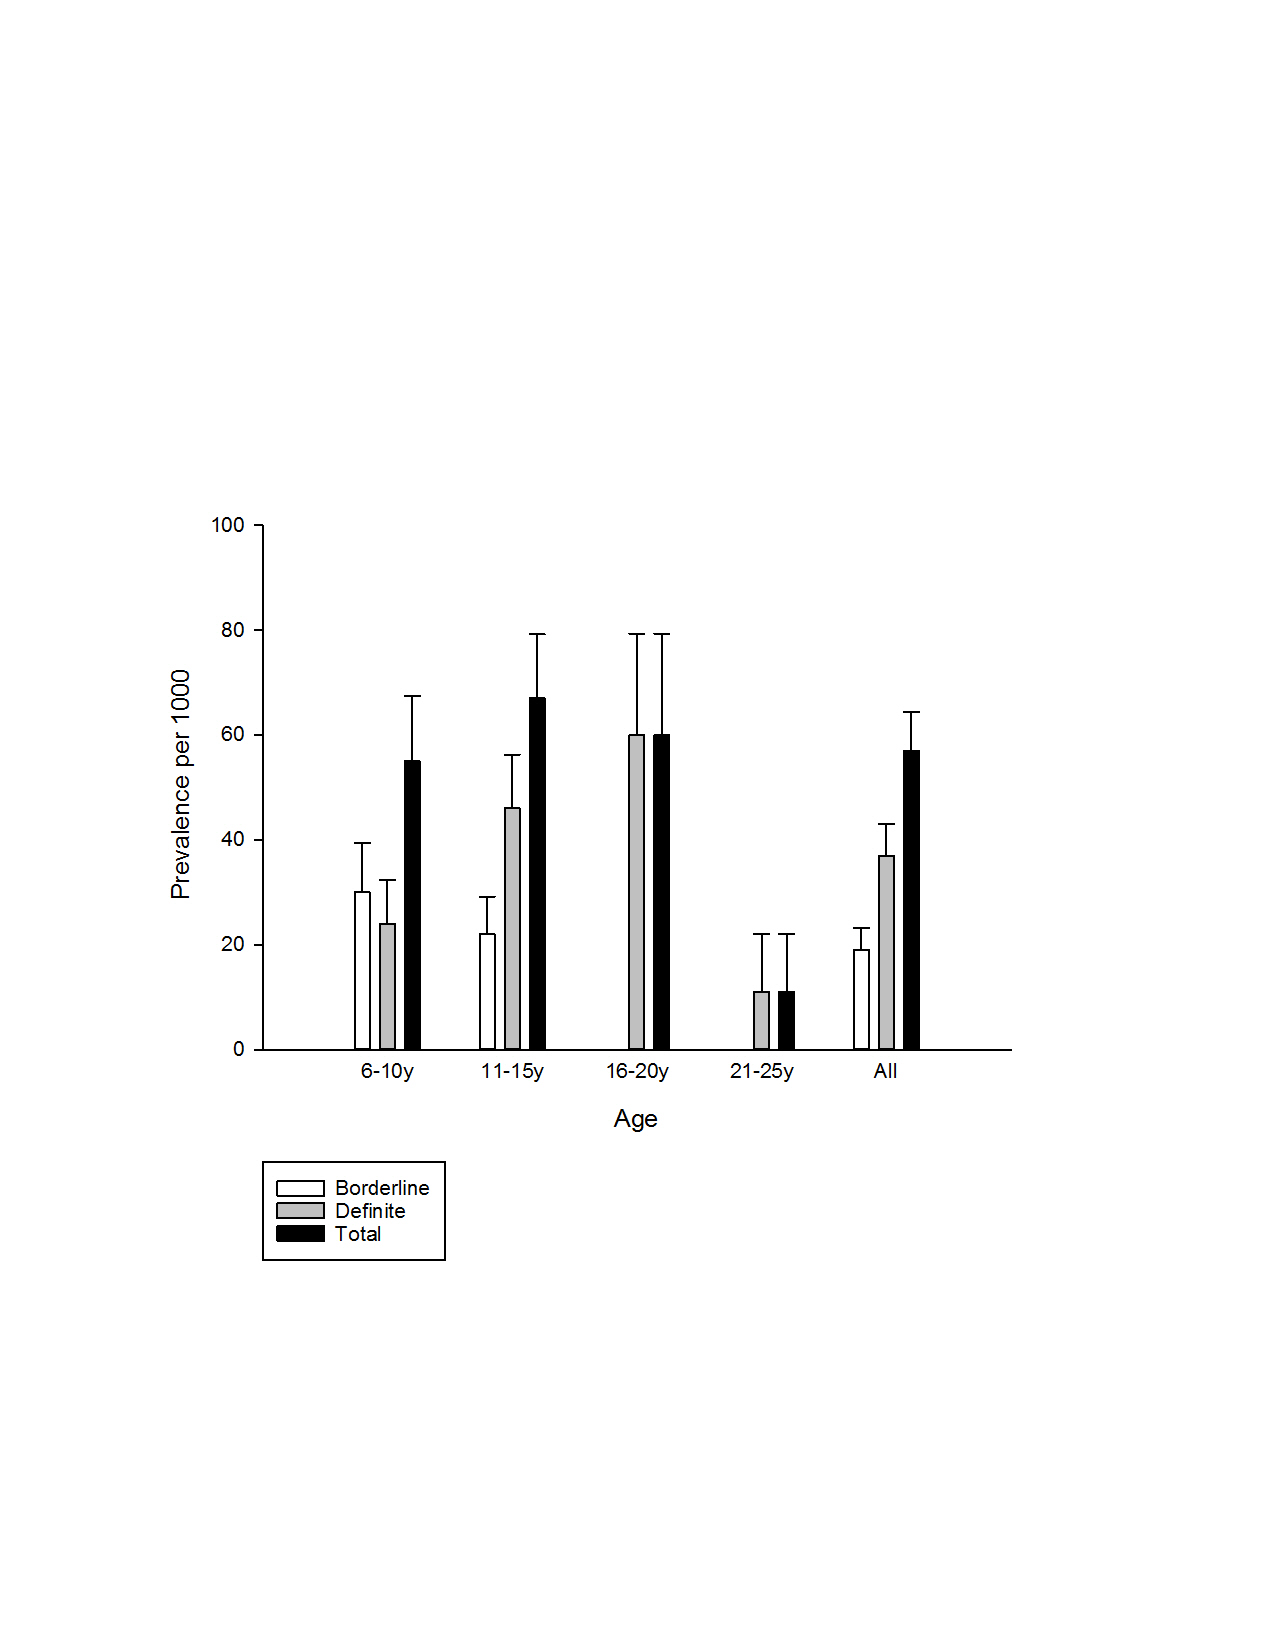 100
80
60
40
20
0
Prevalence per 1000
6-10y 11-15y 16-20y 21-25y All
Age
Borderline
Definite
Total